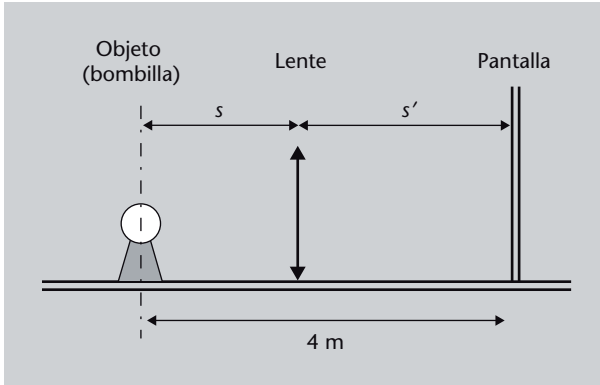 Objeto
(bombilla)
Lente
Pantalla
s
s′
4 m